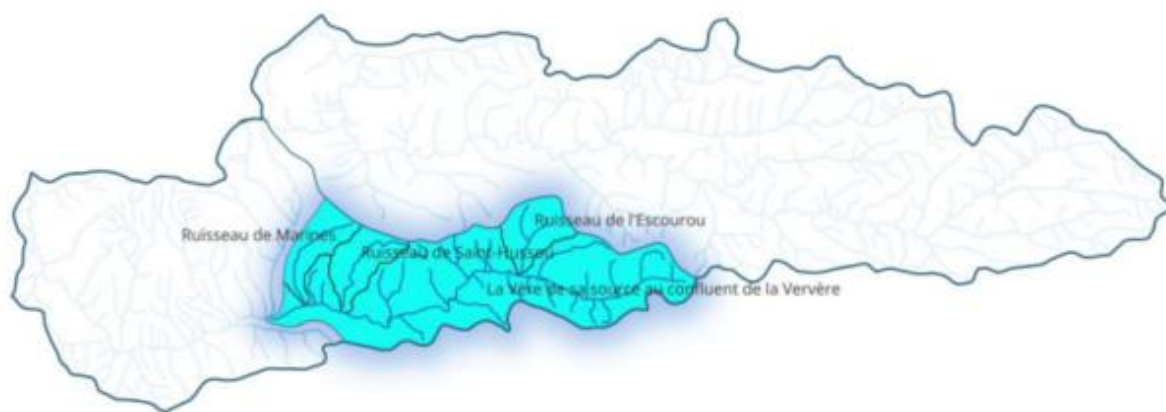 Ruisseau de l'Escourou
Ruisseau de Marines
Ruisseau de Saint-Hussou
La Vère de sa source au confluent de la Vervère